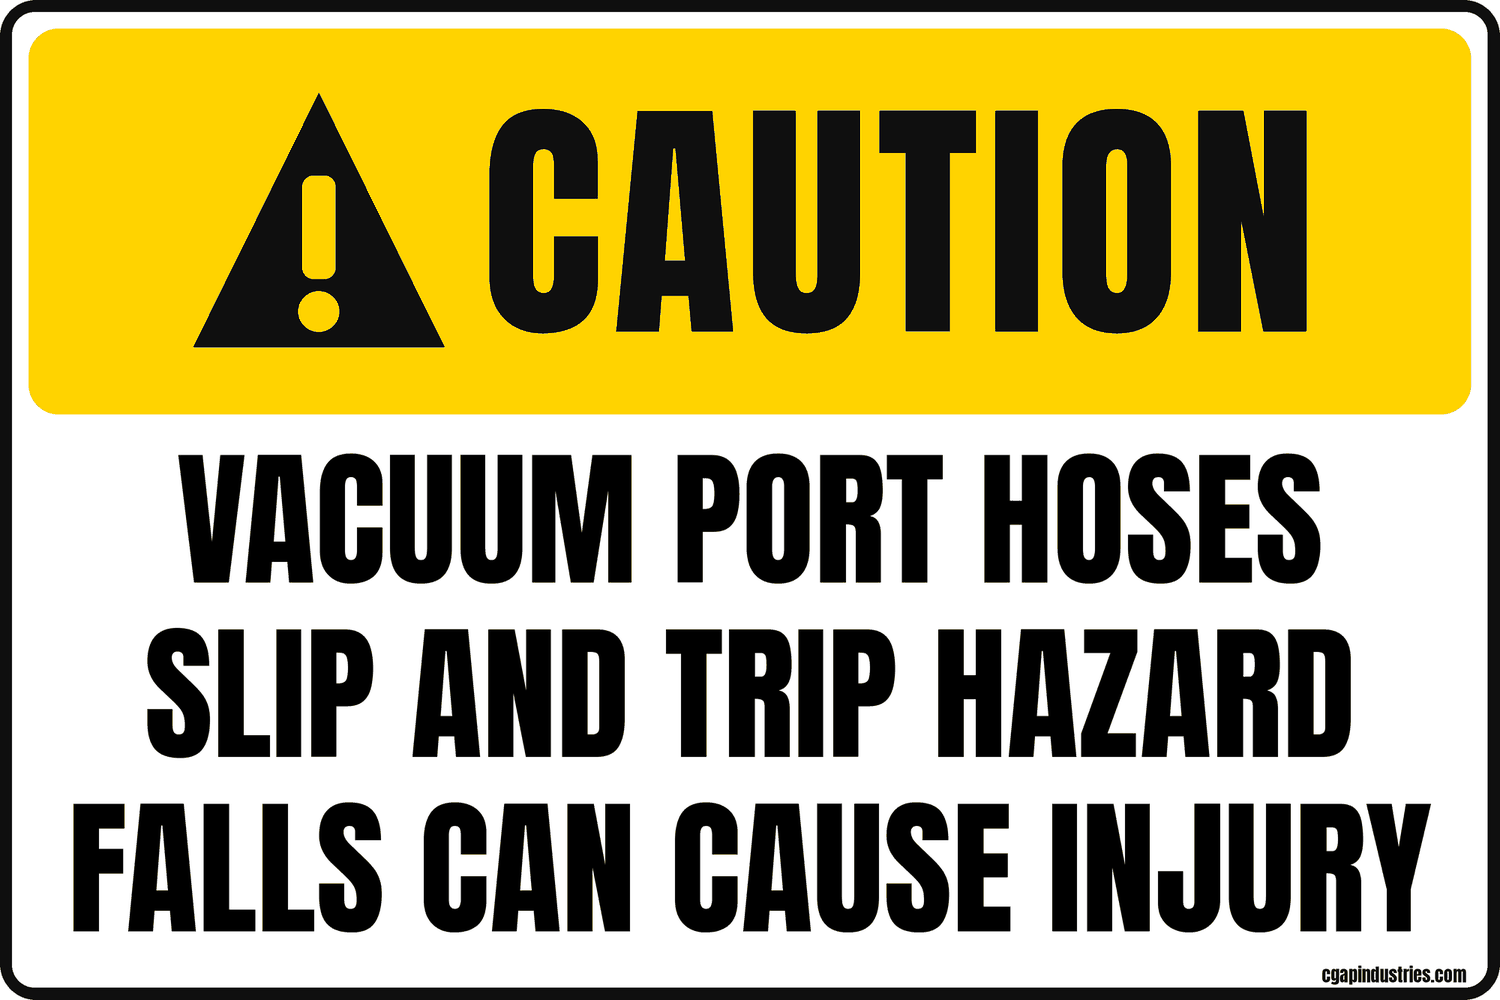 CAUTION
VACUUM PORT HOSES
SLIP AND TRIP HAZARD
FALLS CAN CAUSE INJURY
cgapindustries.com